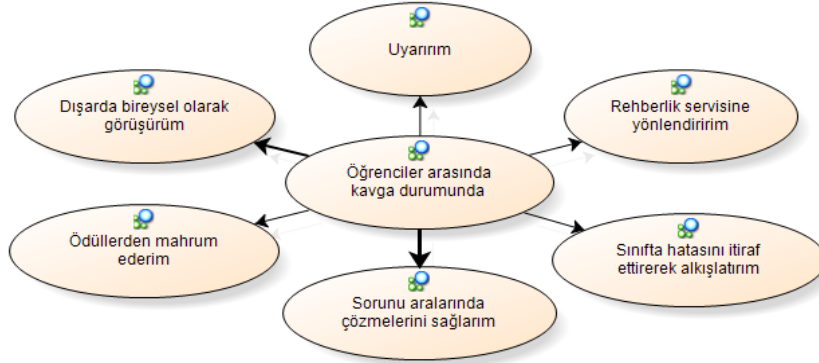 Uyarırım
Dışarda bireysel olarak
görüşürüm
Rehberlik servisine
yönlendiririm
Öğrenciler arasında
kavga durumunda
Ödüllerden mahrum
ederim
Sınıfta hatasını itiraf
ettirerek alkışlatırım
Sorunu aralarında
çözmelerini sağlarım